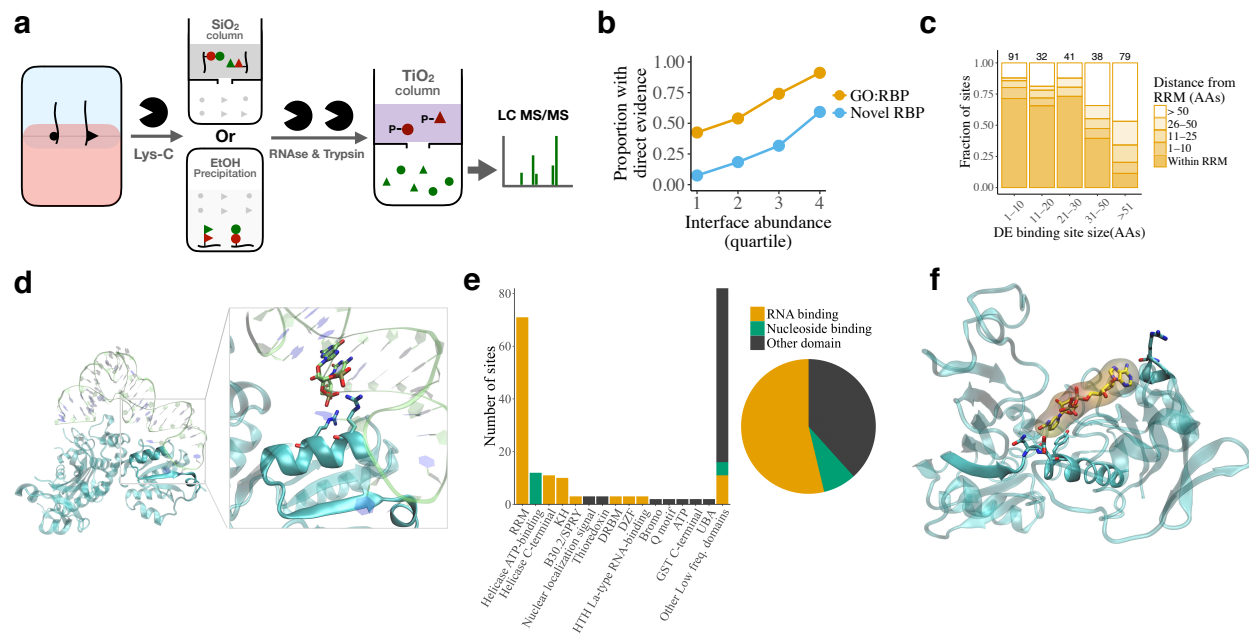 a
SiO2
column
Or
EtOH
Precipitation
Lys-C
RNAse & Trypsin
TiO2
column
P-
P-
LC MS/MS
b
Proportion with
direct evidence
1.00
0.75
0.50
0.25
0.00
1 2 3 4
Interface abundance
(quartile)
GO:RBP
Novel RBP
c
Fraction of sites
1.00
0.75
0.50
0.25
0.00
91 32 41 38 79
1–10
11–20
21–30
31–50
>51
DE binding site size(AAs)
Distance from
RRM (AAs)
> 50
26–50
11–25
1–10
Within RRM
d
e
Number of sites
80
60
40
20
0
RRM
Helicase ATP-binding
Helicase C-terminal
KH
B30.2/SPRY
Nuclear localization signal
Thioredoxin
DRBM
DZF
HTH La-type RNA-binding
Bromo
Q motif
ATP
GST C-terminal
UBA
Other Low freq. domains
RNA binding
Nucleoside binding
Other domain
f